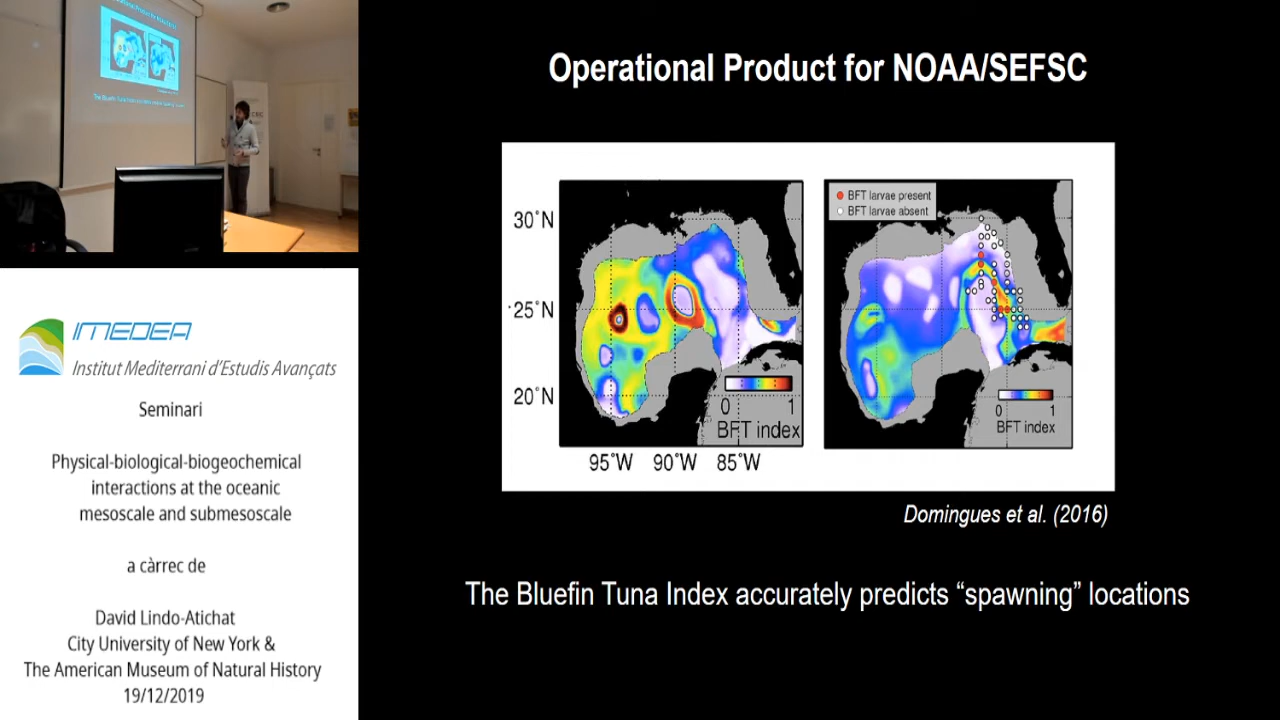 Operational Product for NOAA/SEFSC
30°N
25°N
20°N
95°W 90°W 85°W
0 1
BFT index
BFT larvae present
BFT larvae absent
0 1
BFT index
Domingues et al. (2016)
The Bluefin Tuna Index accurately predicts “spawning” locations
IMEDEA
Institut Mediterrani d'Estudis Avançats
Seminari
Physical-biological-biogeochemical
interactions at the oceanic
mesoscale and submesoscale
a càrrec de
David Lindo-Atichat
City University of New York &
The American Museum of Natural History
19/12/2019